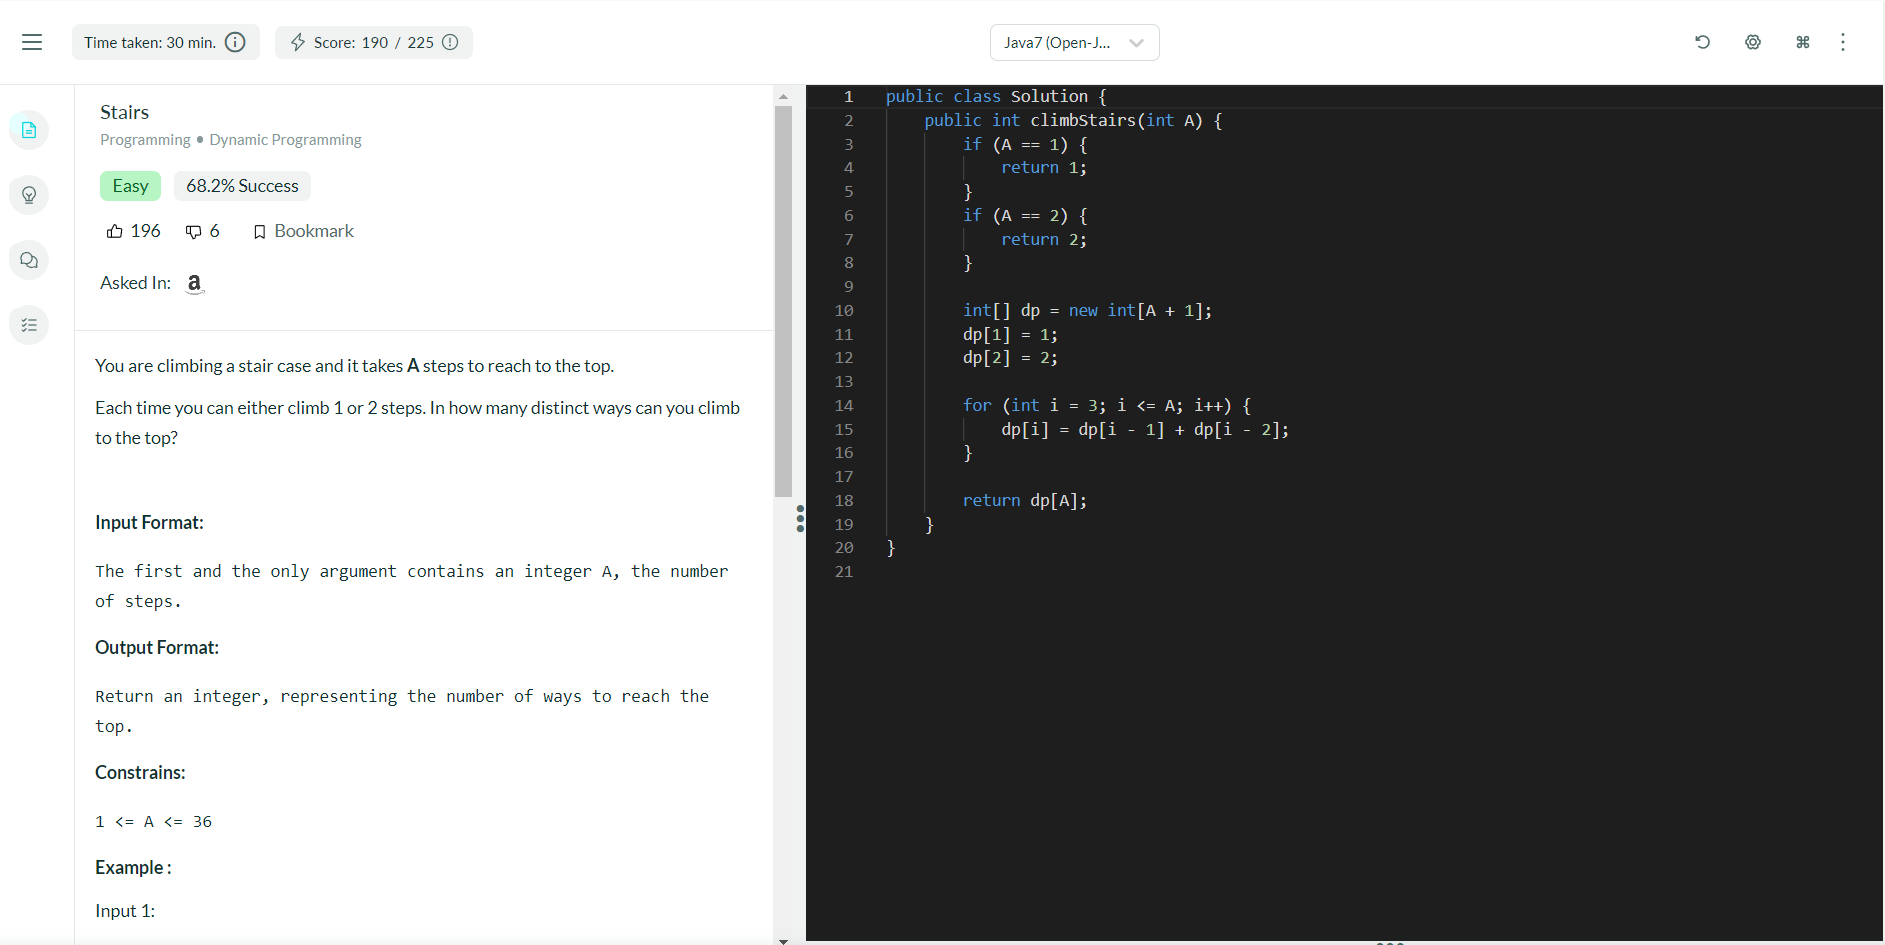 Time taken: 30 min.
Score: 190 / 225
Java7 (Open-J...
Stairs
Programming • Dynamic Programming
Easy
68.2% Success
196
6
Bookmark
Asked In:
a
You are climbing a stair case and it takes A steps to reach to the top.
Each time you can either climb 1 or 2 steps. In how many distinct ways can you climb
to the top?
Input Format:
The first and the only argument contains an integer A, the number
of steps.
Output Format:
Return an integer, representing the number of ways to reach the
top.
Constrains:
1 <= A <= 36
Example :
Input 1:
1 public class Solution {
2     public int climbStairs(int A) {
3         if (A == 1) {
4             return 1;
5         }
6         if (A == 2) {
7             return 2;
8         }
9
10         int[] dp = new int[A + 1];
11         dp[1] = 1;
12         dp[2] = 2;
13
14         for (int i = 3; i <= A; i++) {
15             dp[i] = dp[i - 1] + dp[i - 2];
16         }
17
18         return dp[A];
19     }
20 }
21